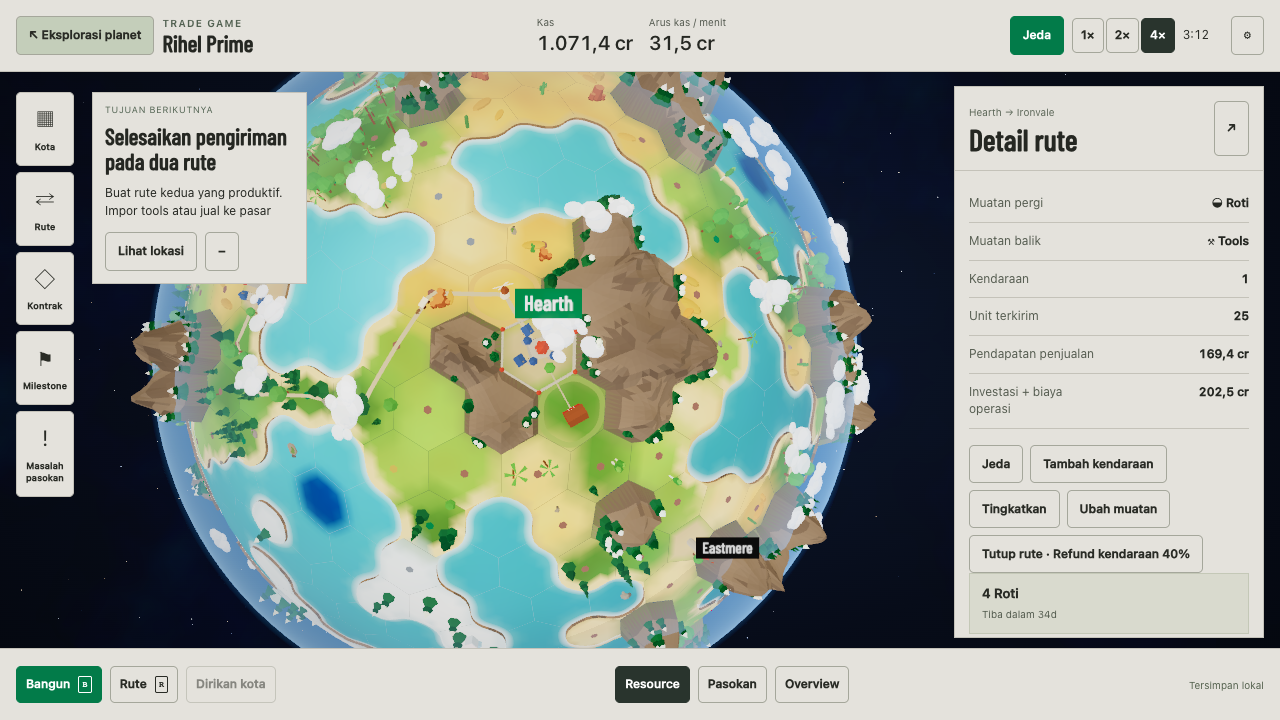 ↖ Eksplorasi planet
TRADE GAME
Rihel Prime
Kas
1.071,4 cr
Arus kas / menit
31,5 cr
Jeda
1×
2×
4×
3:12
Kota
Rute
Kontrak
Milestone
Masalah
pasokan
TUJUAN BERIKUTNYA
Selesaikan pengiriman
pada dua rute
Buat rute kedua yang produktif.
Impor tools atau jual ke pasar
Lihat lokasi
–
Hearth
Eastmere
Hearth → Ironvale
Detail rute
Muatan pergi
Roti
Muatan balik
Tools
Kendaraan
1
Unit terkirim
25
Pendapatan penjualan
169,4 cr
Investasi + biaya
operasi
202,5 cr
Jeda
Tambah kendaraan
Tingkatkan
Ubah muatan
Tutup rute · Refund kendaraan 40%
4 Roti
Tiba dalam 34d
Bangun B
Rute R
Dirikan kota
Resource
Pasokan
Overview
Tersimpan lokal